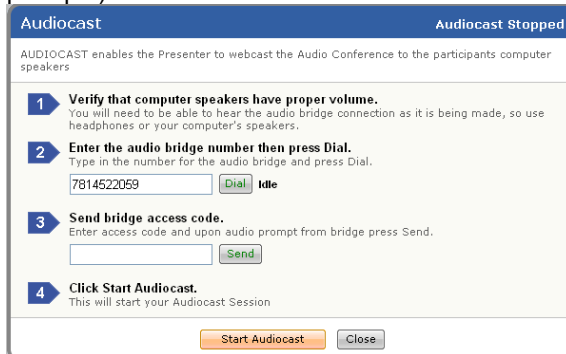 Audiocast Audiocast Stopped
AUDIOCAST enables the Presenter to webcast the Audio Conference to the participants computer
speakers
1 Verify that computer speakers have proper volume.
You will need to be able to hear the audio bridge connection as it is being made, so use
headphones or your computer's speakers.
2 Enter the audio bridge number then press Dial.
Type in the number for the audio bridge and press Dial.
7814522059 Dial Idle
3 Send bridge access code.
Enter access code and upon audio prompt from bridge press Send.
Send
4 Click Start Audiocast.
This will start your Audiocast Session
Start Audiocast Close